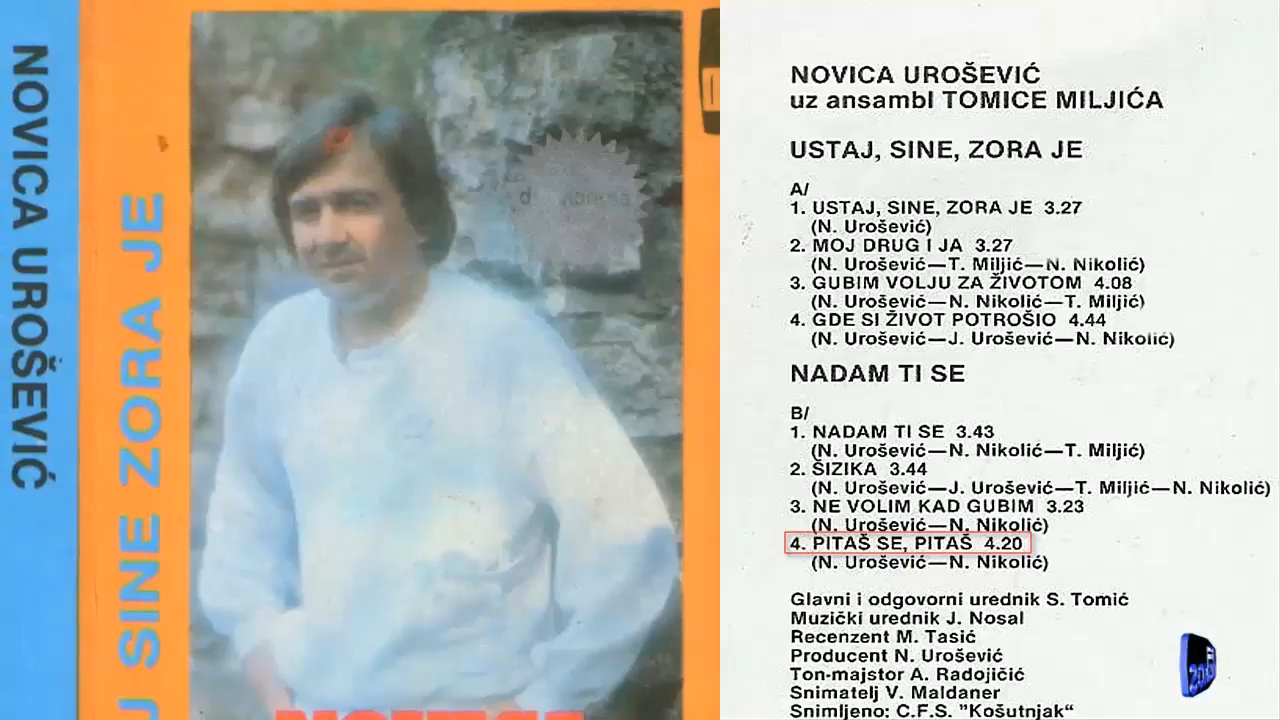 NOVICA UROŠEVIĆ
J SINE ZORA JE
NOVICA UROŠEVIĆ
uz ansambl TOMICE MILJIĆA
USTAJ, SINE, ZORA JE
A/
1. USTAJ, SINE, ZORA JE 3.27
(N. Urošević)
2. MOJ DRUG I JA 3.27
(N. Urošević—T. Miljić—N. Nikolić)
3. GUBIM VOLJU ZA ŽIVOTOM 4.08
(N. Urošević—N. Nikolić—T. Miljić)
4. GDE SI ŽIVOT POTROŠIO 4.44
(N. Urošević—J. Urošević—N. Nikolić)
NADAM TI SE
B/
1. NADAM TI SE 3.43
(N. Urošević—N. Nikolić—T. Miljić)
2. ŠIZIKA 3.44
(N. Urošević—J. Urošević—T. Miljić—N. Nikolić)
3. NE VOLIM KAD GUBIM 3.23
(N. Urošević—N. Nikolić)
4. PITAŠ SE, PITAŠ 4.20
(N. Urošević—N. Nikolić)
Glavni i odgovorni urednik S. Tomić
Muzički urednik J. Nosal
Recenzent M. Tasić
Producent N. Urošević
Ton-majstor A. Radojičić
Snimatelj V. Maldaner
Snimljeno: C.F.S. "Košutnjak"